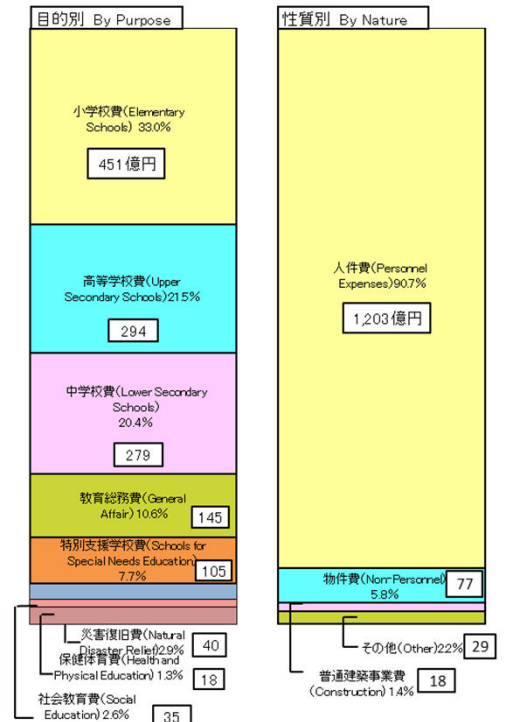 目的別 By Purpose
小学校費(Elementary
Schools) 33.0%
451億円
高等学校費(Upper
Secondary Schools)21.5%
294
中学校費(Lower Secondary
Schools)
20.4%
279
教育総務費(General
Affair)10.6%
145
特別支援学校費(Schools for
Special Needs Education)
7.7%
105
災害復旧費(Natural
Disaster Relief)2.9%
40
保健体育費(Health and
Physical Education)1.3%
18
社会教育費(Social
Education)2.6%
35
性質別 By Nature
人件費(Personnel
Expenses)90.7%
1,203億円
物件費(Non-Personnel)
5.8%
77
その他(Other)2.2%
29
普通建築事業費
(Construction)1.4%
18